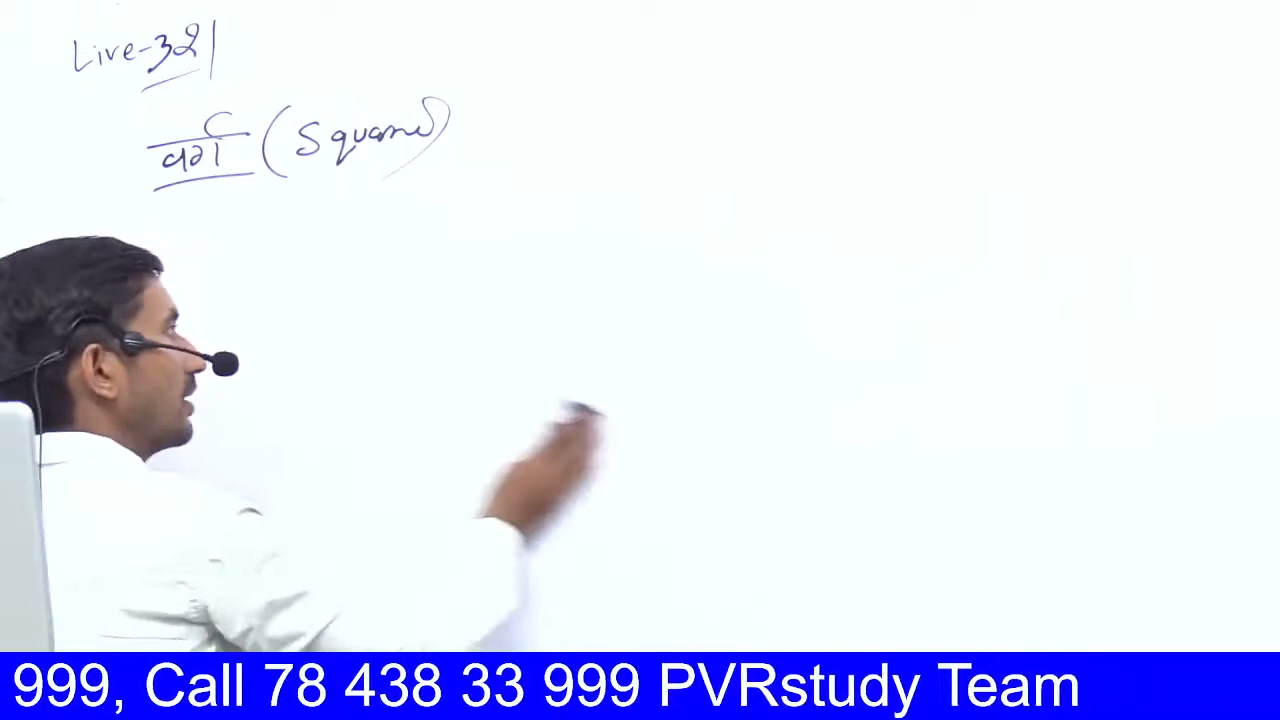 Live-321
वर्ग (Square)
999, Call 78 438 33 999 PVRstudy Team